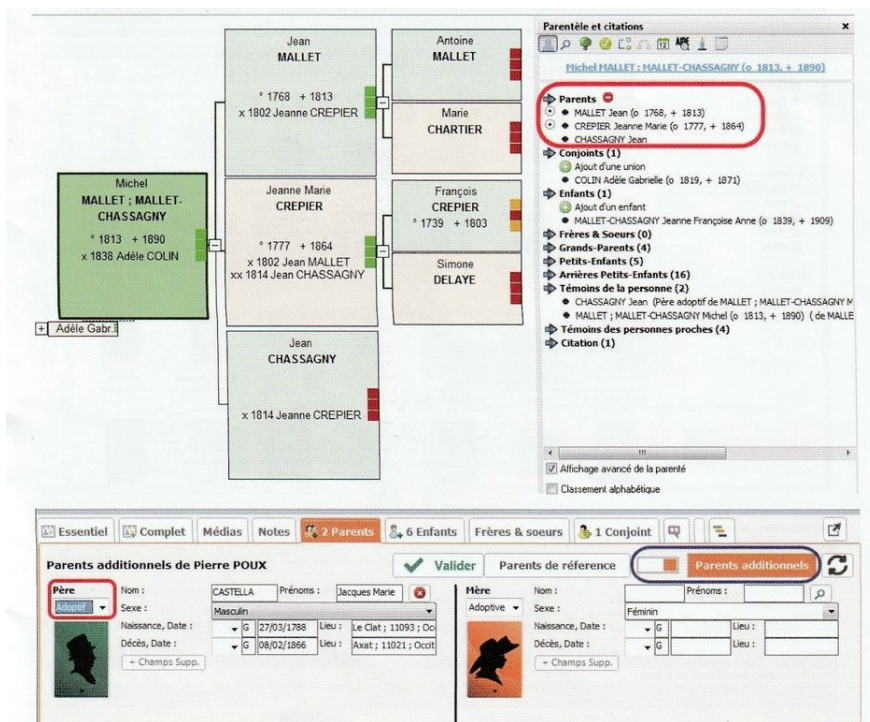 Jean
MALLET
° 1768 + 1813
x 1802 Jeanne CREPIER
Antoine
MALLET
Marie
CHARTIER
Michel
MALLET ; MALLET-
CHASSAGNY
° 1813 + 1890
x 1838 Adèle COLIN
+ Adèle Gabr.
Jeanne Marie
CREPIER
° 1777 + 1864
x 1802 Jean MALLET
xx 1814 Jean CHASSAGNY
François
CREPIER
° 1739 + 1803
Simone
DELAYE
Jean
CHASSAGNY
x 1814 Jeanne CREPIER
Parentèle et citations x
Michel MALLET ; MALLET-CHASSAGNY (o 1813, + 1890)
Parents
MALLET Jean (o 1768, + 1813)
CREPIER Jeanne Marie (o 1777, + 1864)
CHASSAGNY Jean
Conjoints (1)
Ajout d'une union
COLIN Adèle Gabrielle (o 1819, + 1871)
Enfants (1)
Ajout d'un enfant
MALLET-CHASSAGNY Jeanne Françoise Anne (o 1839, + 1909)
Frères & Soeurs (0)
Grands-Parents (4)
Petits-Enfants (5)
Arrières Petits-Enfants (16)
Témoins de la personne (2)
CHASSAGNY Jean (Père adoptif de MALLET ; MALLET-CHASSAGNY M
MALLET ; MALLET-CHASSAGNY Michel (o 1813, + 1890) ( de MALLE
Témoins des personnes proches (4)
Citation (1)
Affichage avancé de la parenté
Classement alphabétique
Essentiel Complet Médias Notes 2 Parents 6 Enfants Frères & soeurs 1 Conjoint
Parents additionnels de Pierre POUX Valider Parents de réference Parents additionnels
Père Nom : CASTELLA Prénoms : Jacques Marie
Adoptif Sexe : Masculin
Naissance, Date : G 27/03/1788 Lieu : Le Clat ; 11093 ; Oc
Décès, Date : G 08/02/1866 Lieu : Axat ; 11021 ; Occit
+ Champs Supp.
Mère Nom : Prénoms :
Adoptive Sexe : Féminin
Naissance, Date : G Lieu :
Décès, Date : G Lieu :
+ Champs Supp.